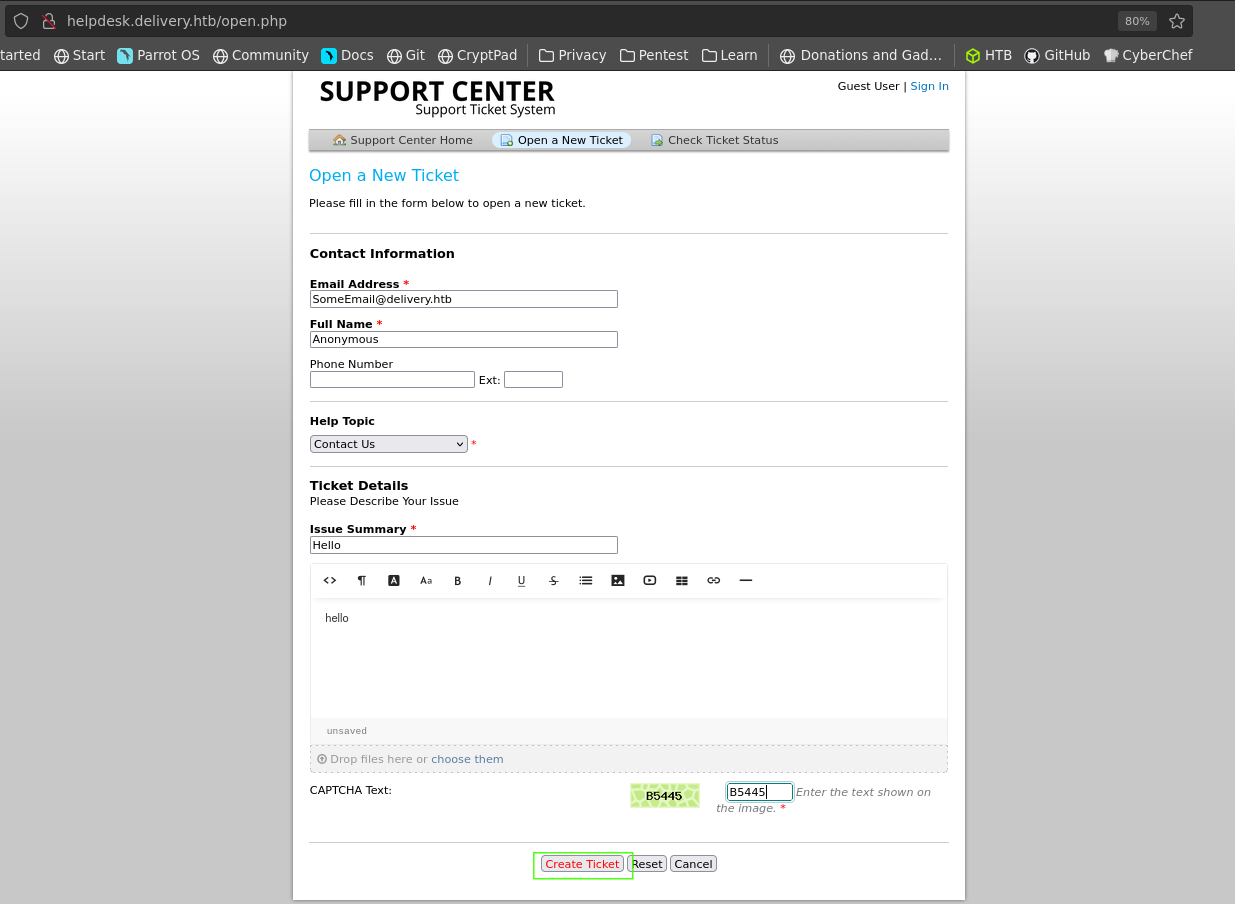 helpdesk.delivery.htb/open.php 80%
tarted Start Parrot OS Community Docs Git CryptPad Privacy Pentest Learn Donations and Gad... HTB GitHub CyberChef
SUPPORT CENTER
Support Ticket System
Guest User | Sign In
Support Center Home Open a New Ticket Check Ticket Status
Open a New Ticket
Please fill in the form below to open a new ticket.
Contact Information
Email Address *
SomeEmail@delivery.htb
Full Name *
Anonymous
Phone Number
Ext:
Help Topic
Contact Us *
Ticket Details
Please Describe Your Issue
Issue Summary *
Hello
<> ¶ A Aa B I U S
hello
unsaved
Drop files here or choose them
CAPTCHA Text: B5445 B5445 Enter the text shown on
the image. *
Create Ticket Reset Cancel